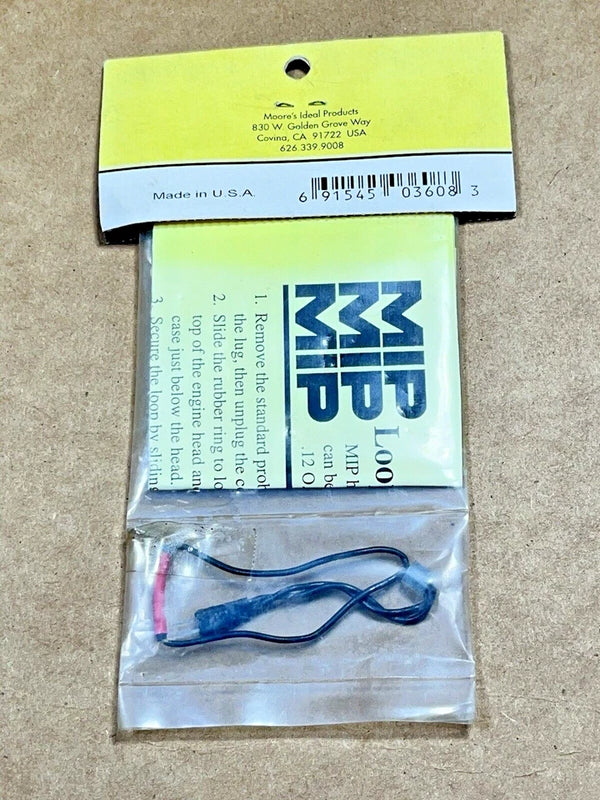 Moore's Ideal Products
830 W. Golden Grove Way
Covina, CA 91722 USA
626.339.9008
Made in U.S.A.
6 91545 03608 3
MIP MIP
MIP
MIP
Loo
MIP h
can be
.12 O
1. Remove the standard prob
the lug, then unplug the c
2. Slide the rubber ring to lo
top of the engine head an
case just below the head.
3. Secure the loop by sliding